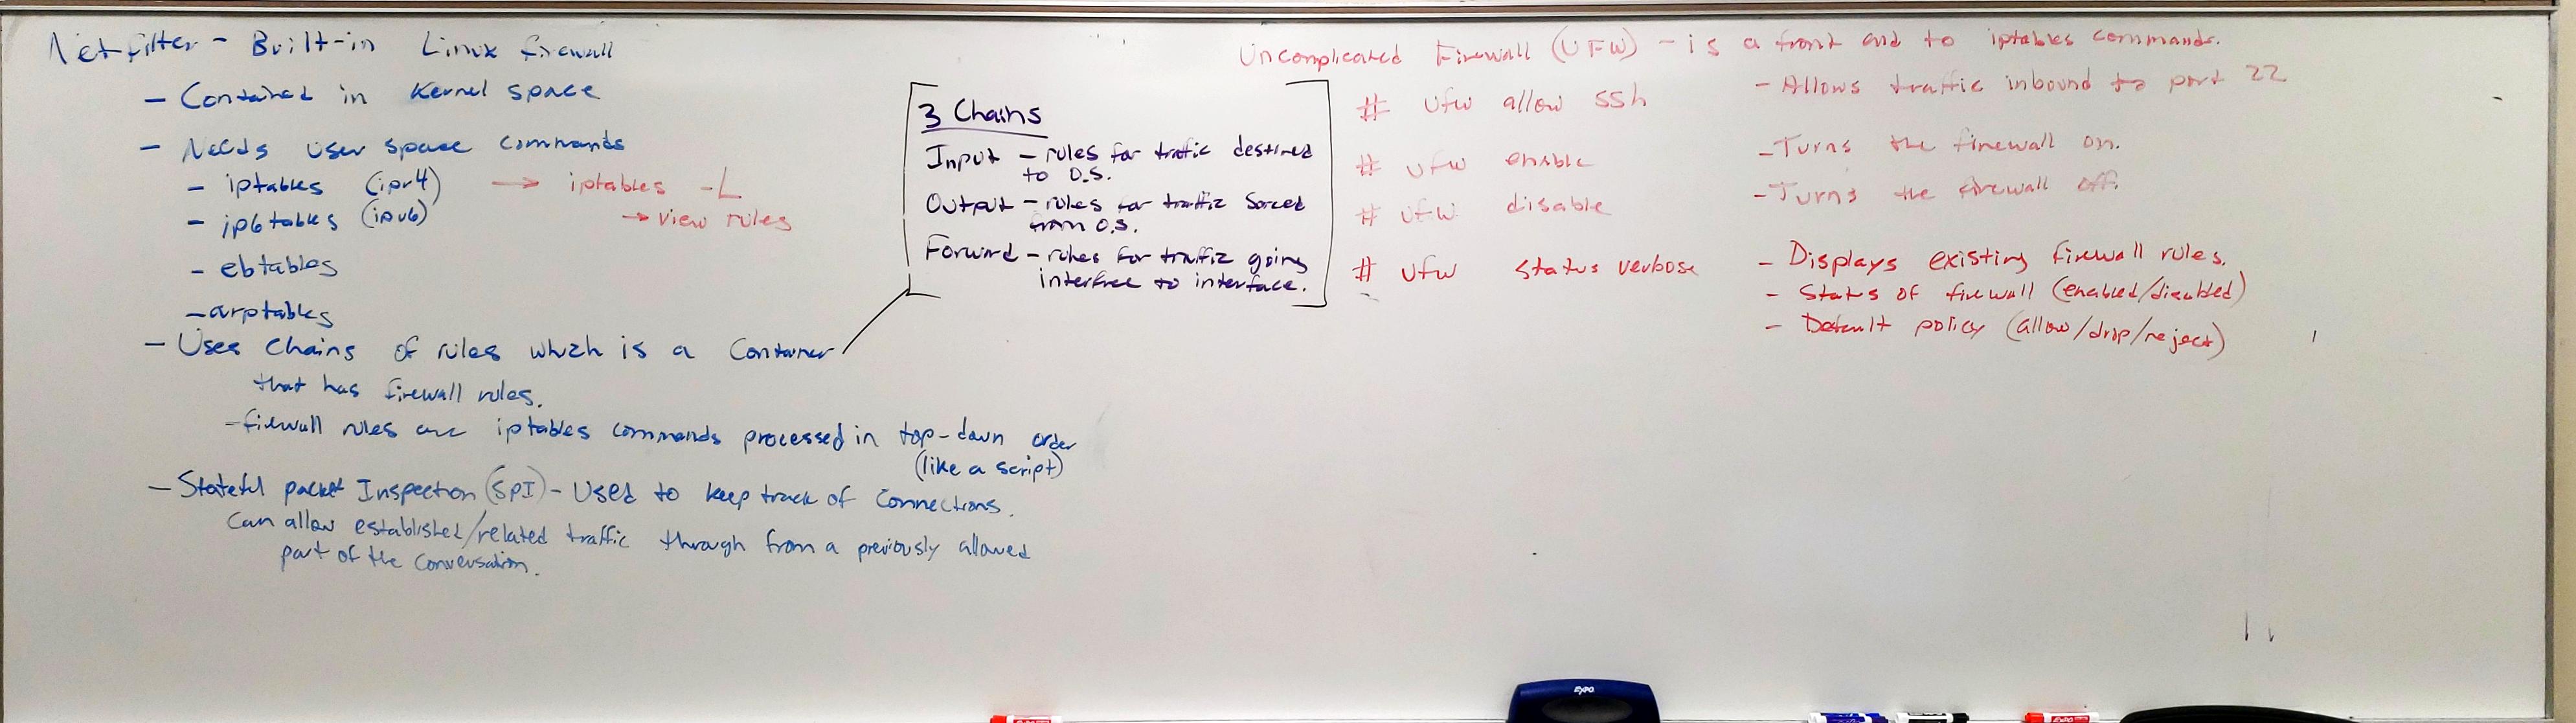 Netfilter - Built-in Linux firewall
- Contained in Kernel space
- Needs user space commands
- iptables (ipv4) → iptables -L
- ip6tables (ipv6) → view rules
- ebtables
- arptables
- Uses Chains of rules which is a Container
that has firewall rules.
- firewall rules are iptables commands processed in top-down order
(like a script)
- Stateful packet Inspection (SPI) - Used to keep track of Connections.
Can allow established/related traffic through from a previously allowed
part of the conversation.
3 Chains
Input - rules for traffic destined
to O.S.
Output - rules for traffic Sorced
from O.S.
Forward - rules for traffic going
interface to interface.
Uncomplicated Firewall (UFW) - is a front end to iptables commands.
# ufw allow ssh - Allows traffic inbound to port 22
# ufw enable - Turns the firewall on.
# ufw disable - Turns the firewall off.
# ufw status verbose - Displays existing firewall rules.
- Status of firewall (enabled/disabled)
- Default policy (allow/drop/reject)
EXPO
EXPO